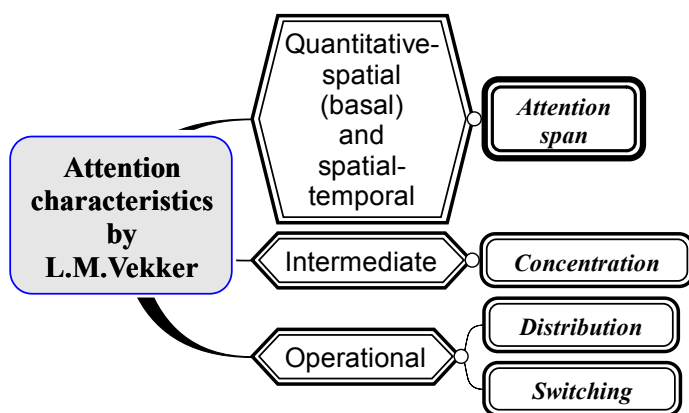 Attention
characteristics
by
L.M.Vekker
Quantitative-
spatial
(basal)
and
spatial-
temporal
Attention
span
Intermediate
Concentration
Operational
Distribution
Switching